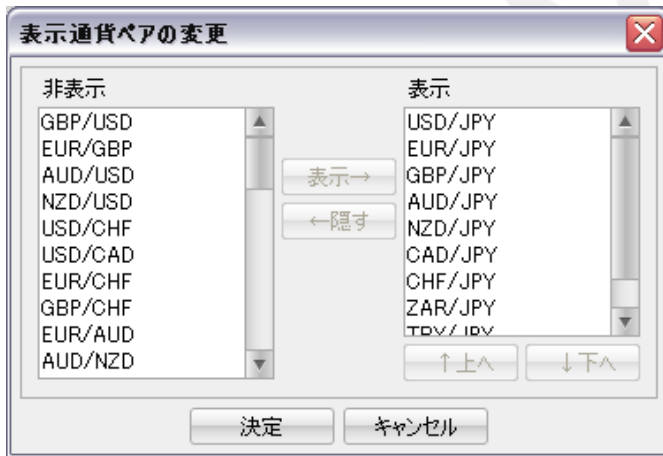 表示通貨ペアの変更
非表示
GBP/USD
EUR/GBP
AUD/USD
NZD/USD
USD/CHF
USD/CAD
EUR/CHF
GBP/CHF
EUR/AUD
AUD/NZD
表示→
←隠す
表示
USD/JPY
EUR/JPY
GBP/JPY
AUD/JPY
NZD/JPY
CAD/JPY
CHF/JPY
ZAR/JPY
TRY/JPY
↑上へ
↓下へ
決定
キャンセル